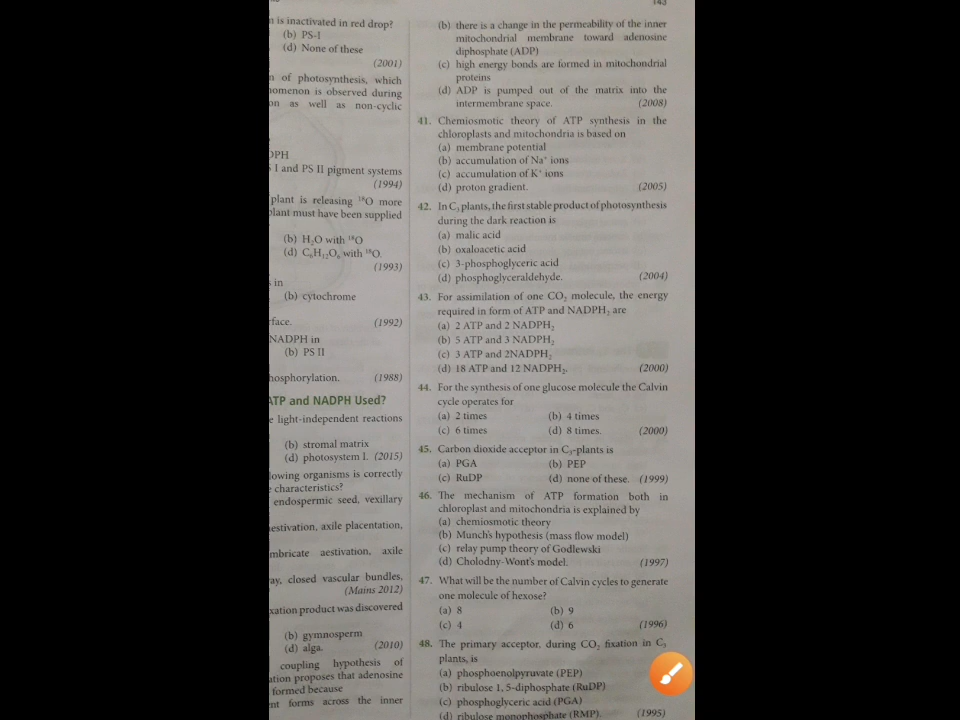 143
n is inactivated in red drop?
(b) PS-I
(d) None of these
(2001)
n of photosynthesis, which
nomenon is observed during
on as well as non-cyclic
DPH
I and PS II pigment systems
(1994)
plant is releasing ¹⁸O more
plant must have been supplied
(b) H₂O with ¹⁸O
(d) C₆H₁₂O₆ with ¹⁸O.
(1993)
in
(b) cytochrome
rface. (1992)
NADPH in
(b) PS II
hosphorylation. (1988)
ATP and NADPH Used?
e light-independent reactions
(b) stromal matrix
(d) photosystem I. (2015)
lowing organisms is correctly
e characteristics?
endospermic seed, vexillary
aestivation, axile placentation,
mbricate aestivation, axile
ay, closed vascular bundles,
(Mains 2012)
xation product was discovered
(b) gymnosperm
(d) alga. (2010)
coupling hypothesis of
ation proposes that adenosine
formed because
nt forms across the inner
(b) there is a change in the permeability of the inner
mitochondrial membrane toward adenosine
diphosphate (ADP)
(c) high energy bonds are formed in mitochondrial
proteins
(d) ADP is pumped out of the matrix into the
intermembrane space. (2008)
41. Chemiosmotic theory of ATP synthesis in the
chloroplasts and mitochondria is based on
(a) membrane potential
(b) accumulation of Na⁺ ions
(c) accumulation of K⁺ ions
(d) proton gradient. (2005)
42. In C₃ plants, the first stable product of photosynthesis
during the dark reaction is
(a) malic acid
(b) oxaloacetic acid
(c) 3-phosphoglyceric acid
(d) phosphoglyceraldehyde. (2004)
43. For assimilation of one CO₂ molecule, the energy
required in form of ATP and NADPH₂ are
(a) 2 ATP and 2 NADPH₂
(b) 5 ATP and 3 NADPH₂
(c) 3 ATP and 2NADPH₂
(d) 18 ATP and 12 NADPH₂. (2000)
44. For the synthesis of one glucose molecule the Calvin
cycle operates for
(a) 2 times (b) 4 times
(c) 6 times (d) 8 times. (2000)
45. Carbon dioxide acceptor in C₃-plants is
(a) PGA (b) PEP
(c) RuDP (d) none of these. (1999)
46. The mechanism of ATP formation both in
chloroplast and mitochondria is explained by
(a) chemiosmotic theory
(b) Munch's hypothesis (mass flow model)
(c) relay pump theory of Godlewski
(d) Cholodny-Wont's model. (1997)
47. What will be the number of Calvin cycles to generate
one molecule of hexose?
(a) 8 (b) 9
(c) 4 (d) 6 (1996)
48. The primary acceptor, during CO₂ fixation in C₃
plants, is
(a) phosphoenolpyruvate (PEP)
(b) ribulose 1, 5-diphosphate (RuDP)
(c) phosphoglyceric acid (PGA)
(d) ribulose monophosphate (RMP). (1995)